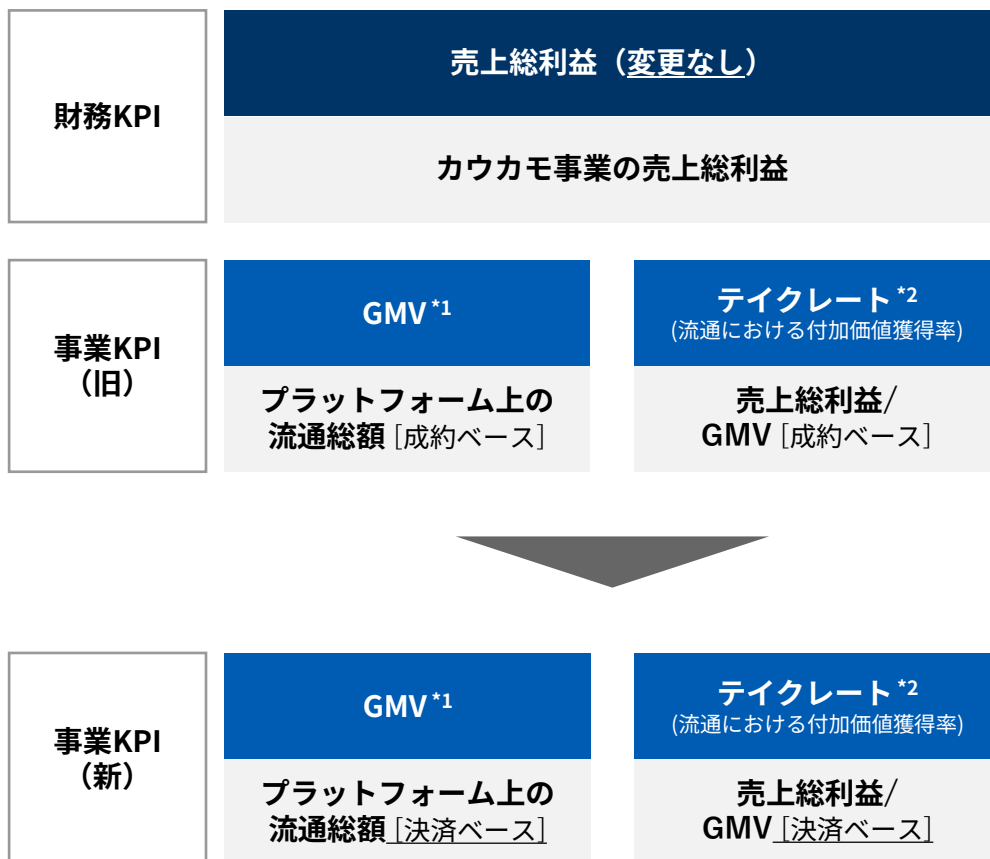 財務KPI
売上総利益（変更なし）
カウカモ事業の売上総利益
事業KPI
（旧）
GMV *1
プラットフォーム上の
流通総額 [成約ベース]
テイクレート *2
(流通における付加価値獲得率)
売上総利益/
GMV [成約ベース]
事業KPI
（新）
GMV *1
プラットフォーム上の
流通総額 [決済ベース]
テイクレート *2
(流通における付加価値獲得率)
売上総利益/
GMV [決済ベース]